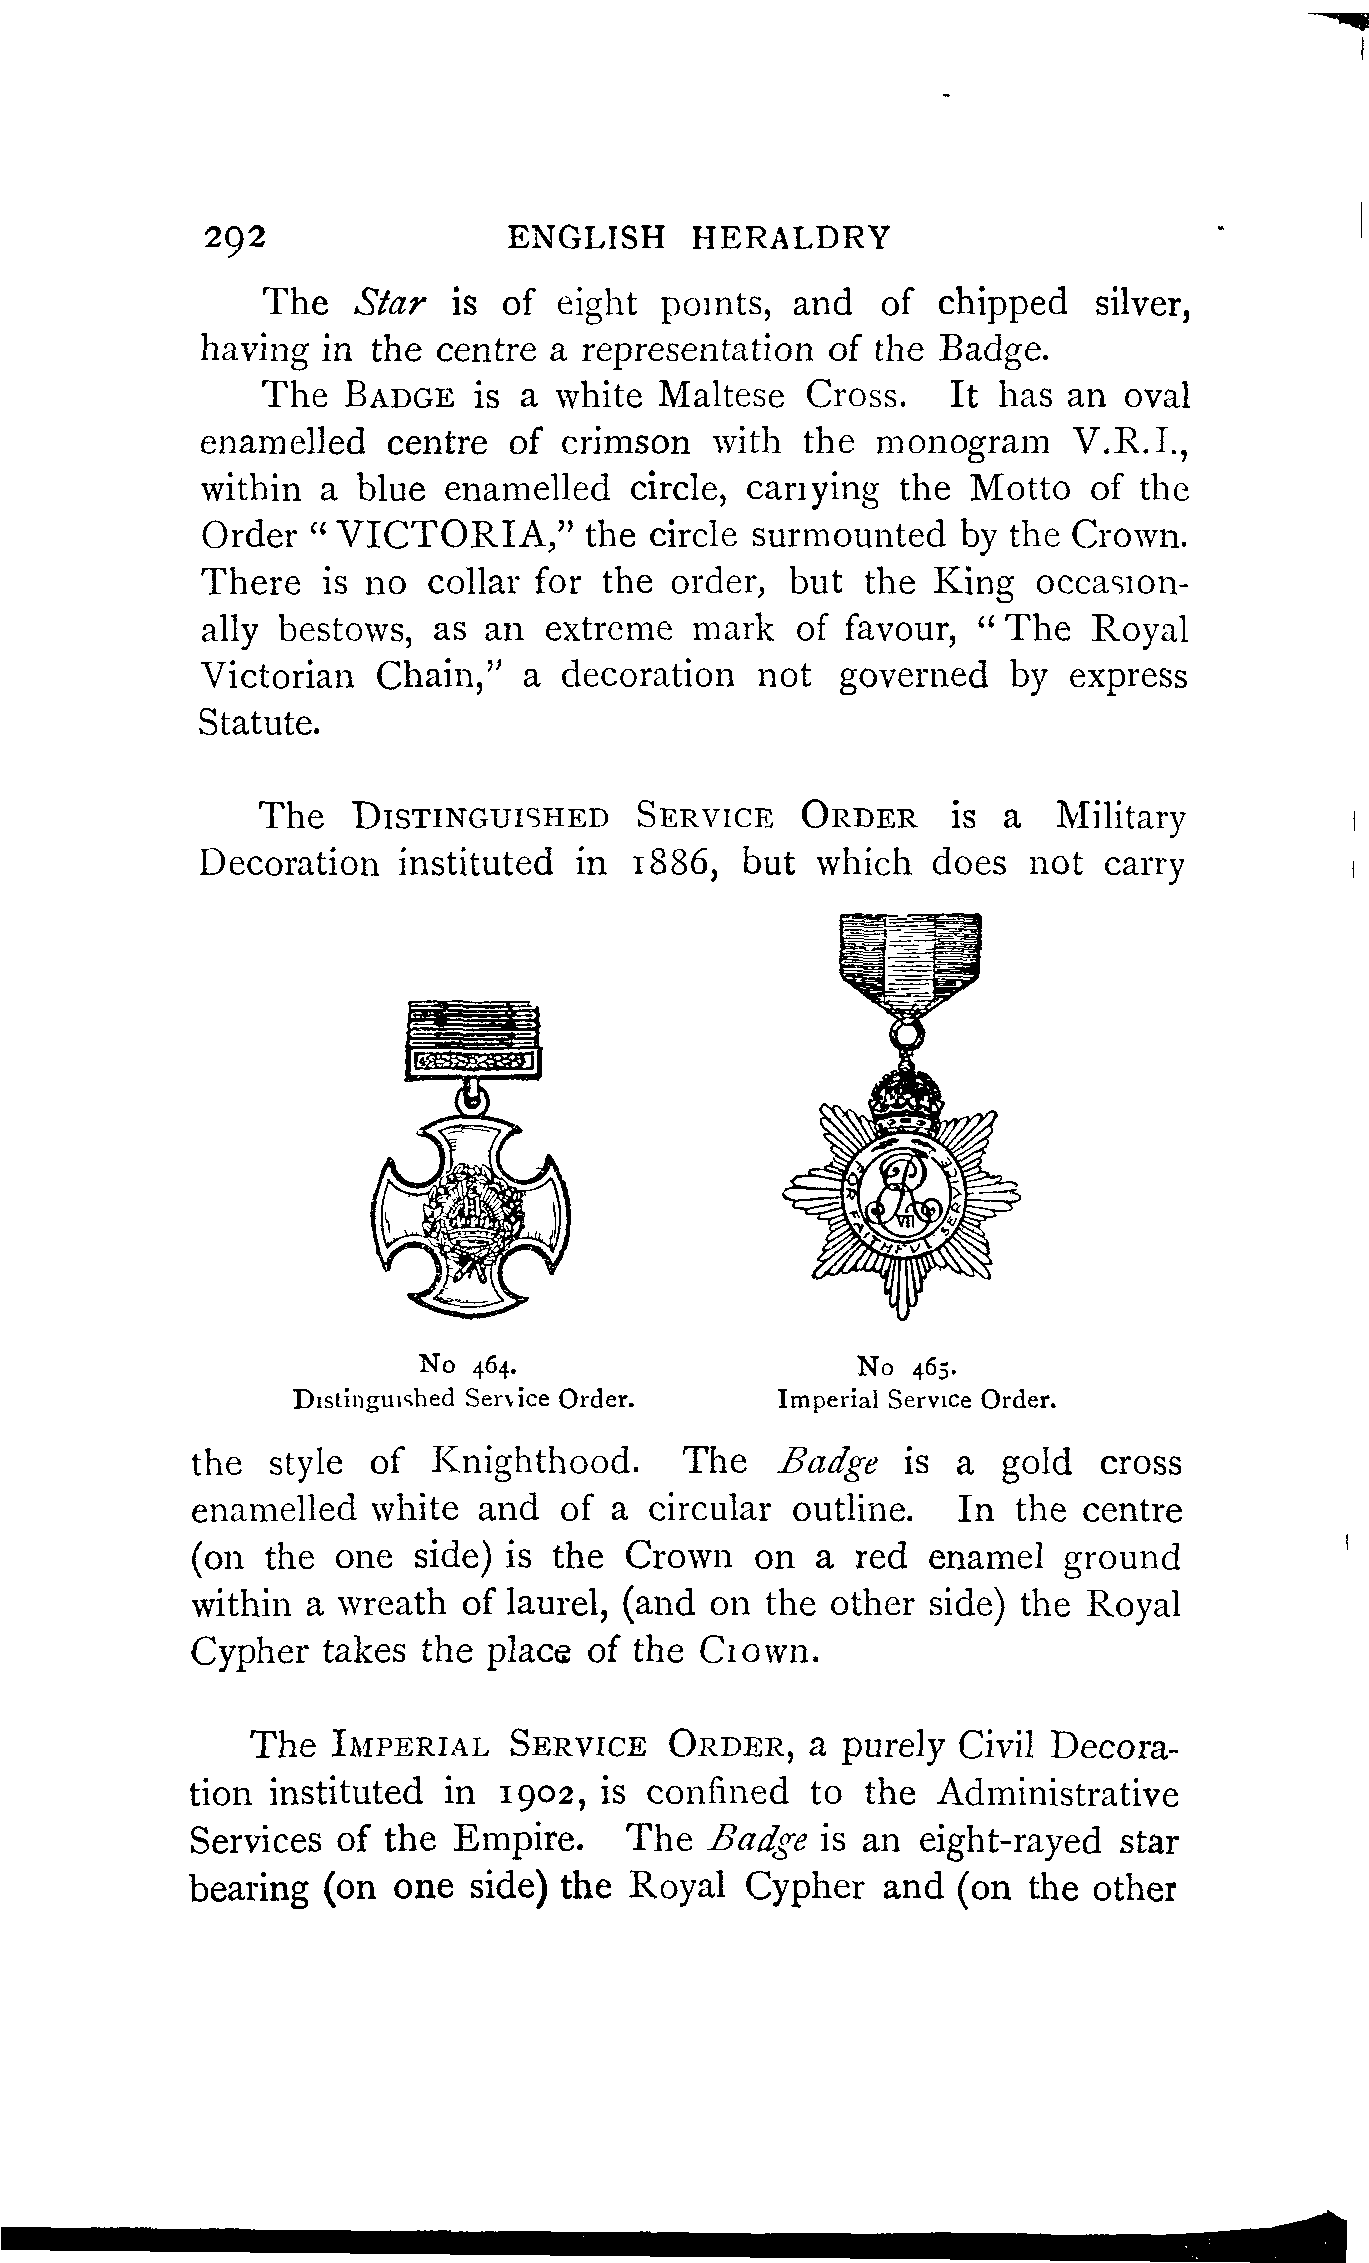 292 ENGLISH HERALDRY
The Star is of eight points, and of chipped silver,
having in the centre a representation of the Badge.
The BADGE is a white Maltese Cross. It has an oval
enamelled centre of crimson with the monogram V.R.I.,
within a blue enamelled circle, carrying the Motto of the
Order “VICTORIA,” the circle surmounted by the Crown.
There is no collar for the order, but the King occasion-
ally bestows, as an extreme mark of favour, “The Royal
Victorian Chain,” a decoration not governed by express
Statute.
The DISTINGUISHED SERVICE ORDER is a Military
Decoration instituted in 1886, but which does not carry
FOR FAITHFUL SERVICE
VII
No 464.
Distinguished Service Order.
No 465.
Imperial Service Order.
the style of Knighthood. The Badge is a gold cross
enamelled white and of a circular outline. In the centre
(on the one side) is the Crown on a red enamel ground
within a wreath of laurel, (and on the other side) the Royal
Cypher takes the place of the Crown.
The IMPERIAL SERVICE ORDER, a purely Civil Decora-
tion instituted in 1902, is confined to the Administrative
Services of the Empire. The Badge is an eight-rayed star
bearing (on one side) the Royal Cypher and (on the other